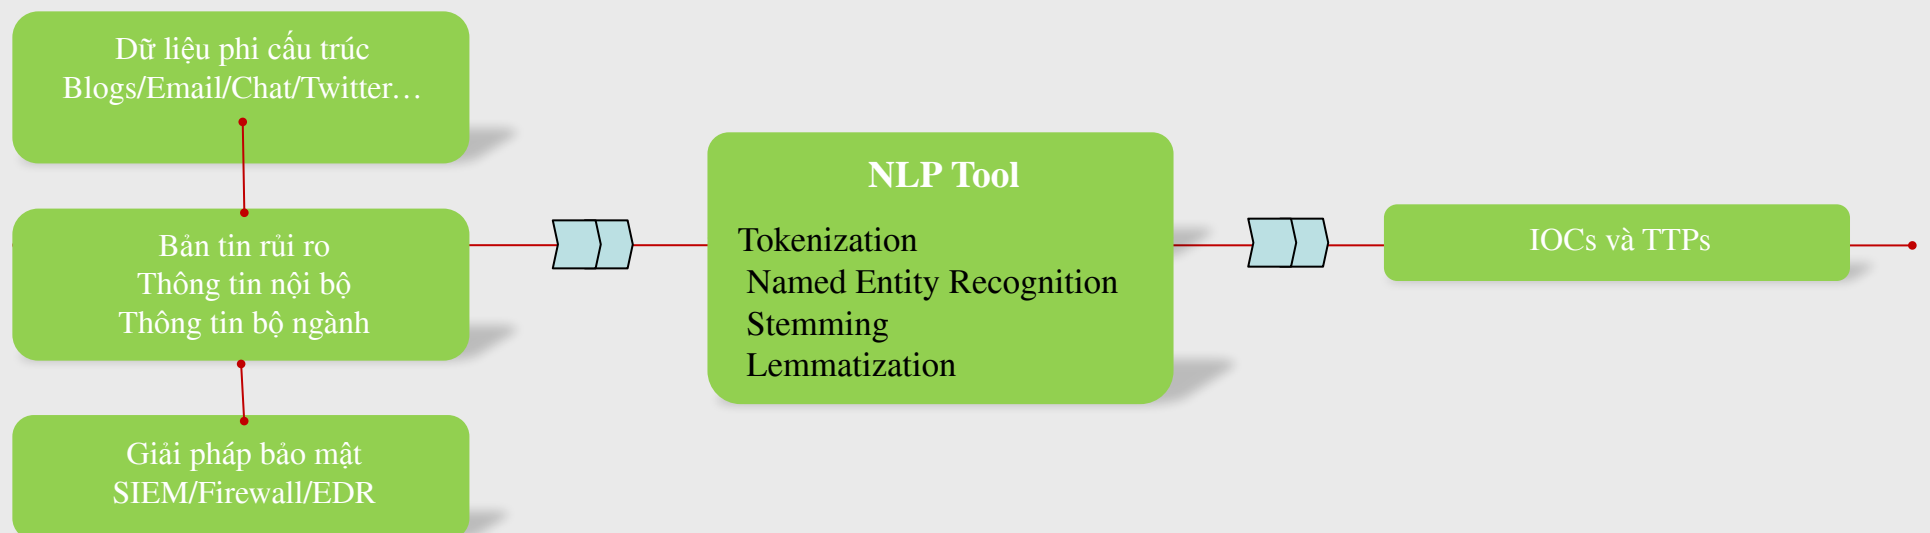 Dữ liệu phi cấu trúc
Blogs/Email/Chat/Twitter…
Bản tin rủi ro
Thông tin nội bộ
Thông tin bộ ngành
Giải pháp bảo mật
SIEM/Firewall/EDR
NLP Tool
Tokenization
Named Entity Recognition
Stemming
Lemmatization
IOCs và TTPs